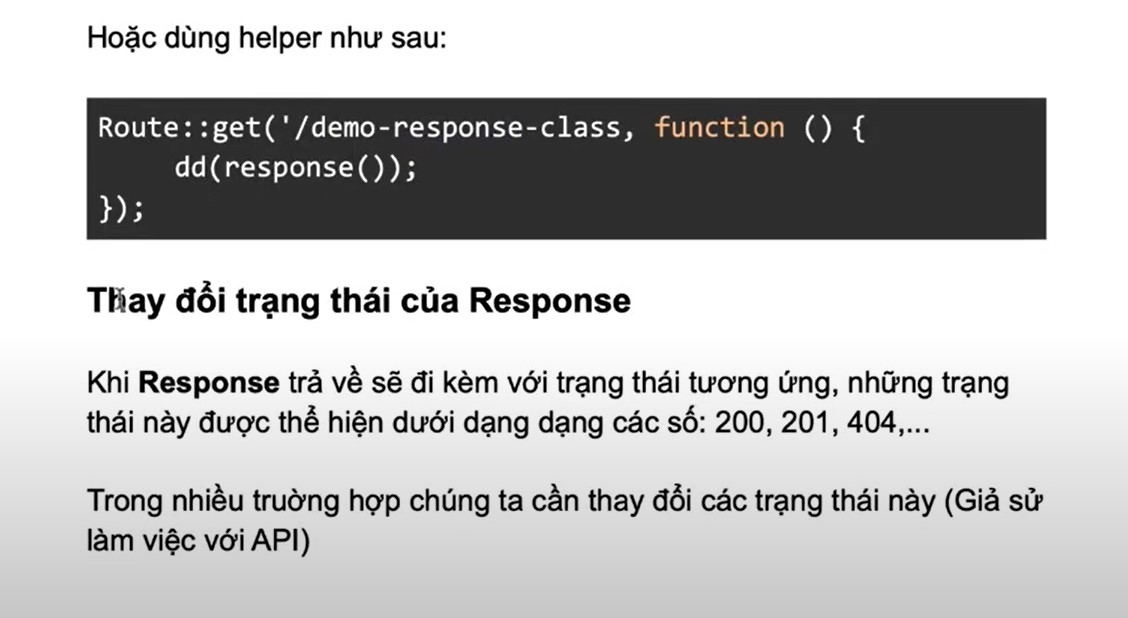 Hoặc dùng helper như sau:
Route::get('/demo-response-class, function () {
dd(response());
});
Thay đổi trạng thái của Response
Khi Response trả về sẽ đi kèm với trạng thái tương ứng, những trạng
thái này được thể hiện dưới dạng dạng các số: 200, 201, 404,...
Trong nhiều truờng hợp chúng ta cần thay đổi các trạng thái này (Giả sử
làm việc với API)